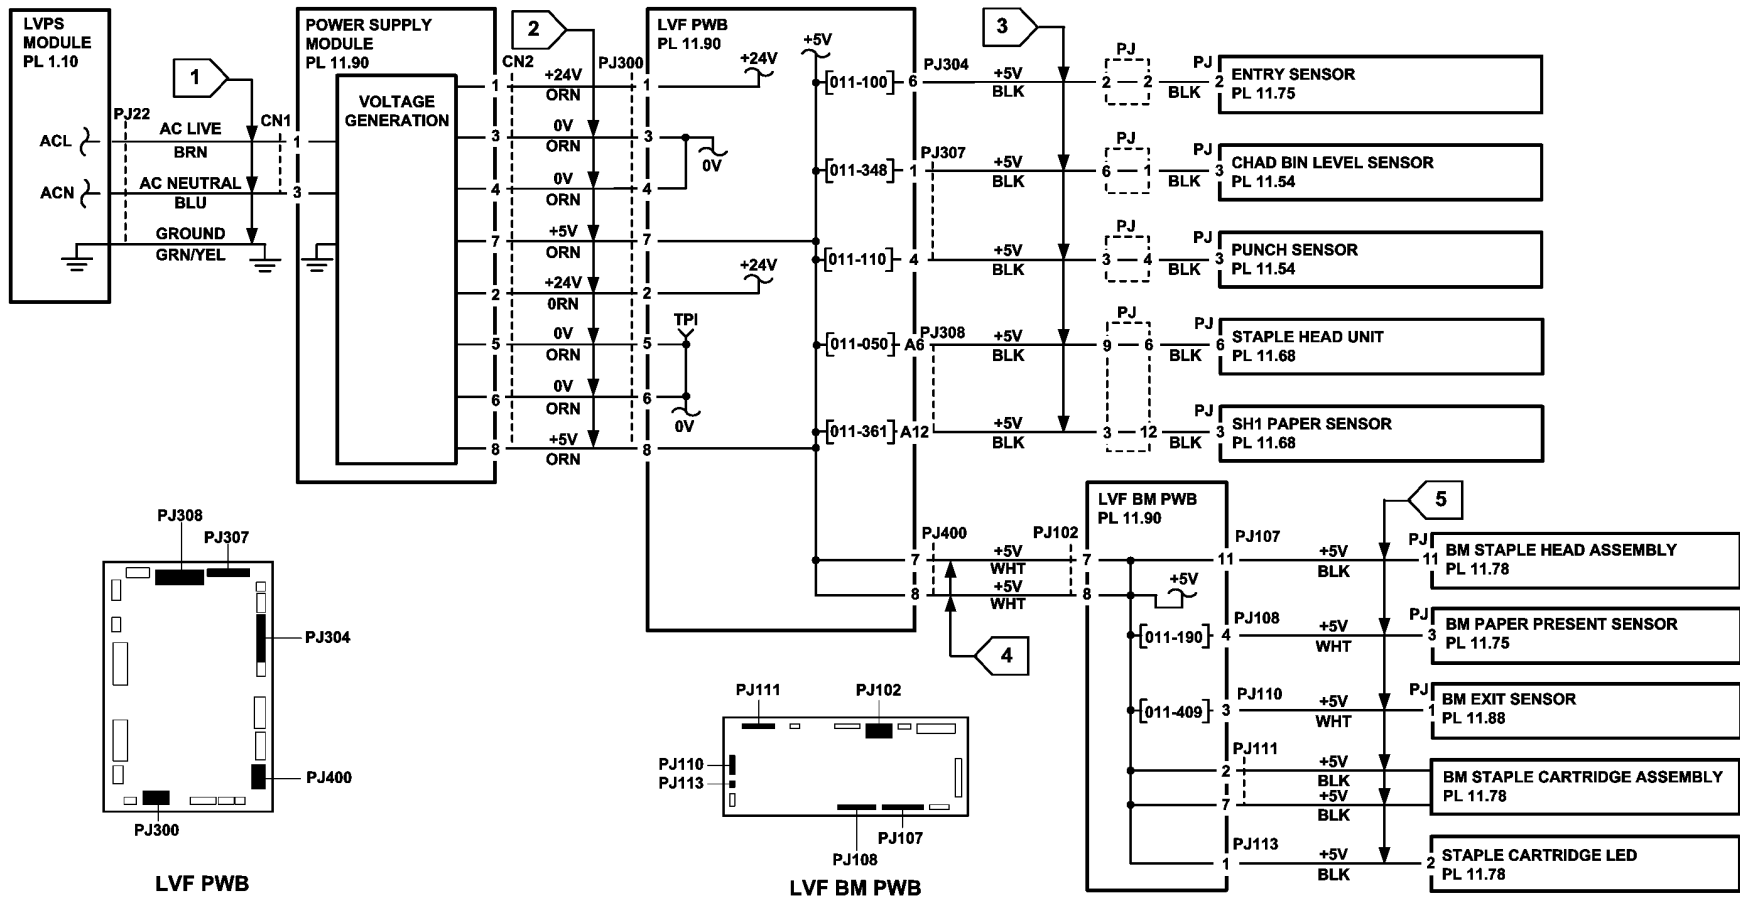 LVPS
MODULE
PL 1.10
1
PJ22
ACL
AC LIVE
BRN
ACN
AC NEUTRAL
BLU
GROUND
GRN/YEL
CN1
1
3
POWER SUPPLY
MODULE
PL 11.90
VOLTAGE
GENERATION
2
CN2
PJ300
1 +24V 1
ORN
3 0V 3
ORN
4 0V 4
ORN
7 +5V 7
ORN
2 +24V 2
0RN
5 0V 5
ORN
6 0V 6
ORN
8 +5V 8
ORN
LVF PWB
PL 11.90
+24V
+5V
0V
+24V
TPI
0V
3
[011-100] 6 PJ304 +5V
BLK
PJ
2 2
BLK
PJ
2
ENTRY SENSOR
PL 11.75
[011-348] 1 PJ307 +5V
BLK
PJ
6 1
BLK
PJ
3
CHAD BIN LEVEL SENSOR
PL 11.54
[011-110] 4 +5V
BLK
PJ
3 4
BLK
PJ
3
PUNCH SENSOR
PL 11.54
[011-050] A6 PJ308 +5V
BLK
PJ
9 6
BLK
PJ
6
STAPLE HEAD UNIT
PL 11.68
[011-361] A12 +5V
BLK
3 12
BLK
PJ
3
SH1 PAPER SENSOR
PL 11.68
PJ400
PJ102
7 +5V 7
WHT
8 +5V 8
WHT
4
LVF BM PWB
PL 11.90
+5V
5
PJ107
11 +5V
BLK
PJ
11
BM STAPLE HEAD ASSEMBLY
PL 11.78
[011-190] 4 PJ108 +5V
WHT
PJ
3
BM PAPER PRESENT SENSOR
PL 11.75
[011-409] 3 PJ110 +5V
WHT
PJ
1
BM EXIT SENSOR
PL 11.88
PJ111
2 +5V
BLK
7 +5V
BLK
BM STAPLE CARTRIDGE ASSEMBLY
PL 11.78
PJ113
1 +5V
BLK
2
STAPLE CARTRIDGE LED
PL 11.78
PJ308
PJ307
PJ304
PJ400
PJ300
LVF PWB
PJ111
PJ102
PJ110
PJ113
PJ107
PJ108
LVF BM PWB